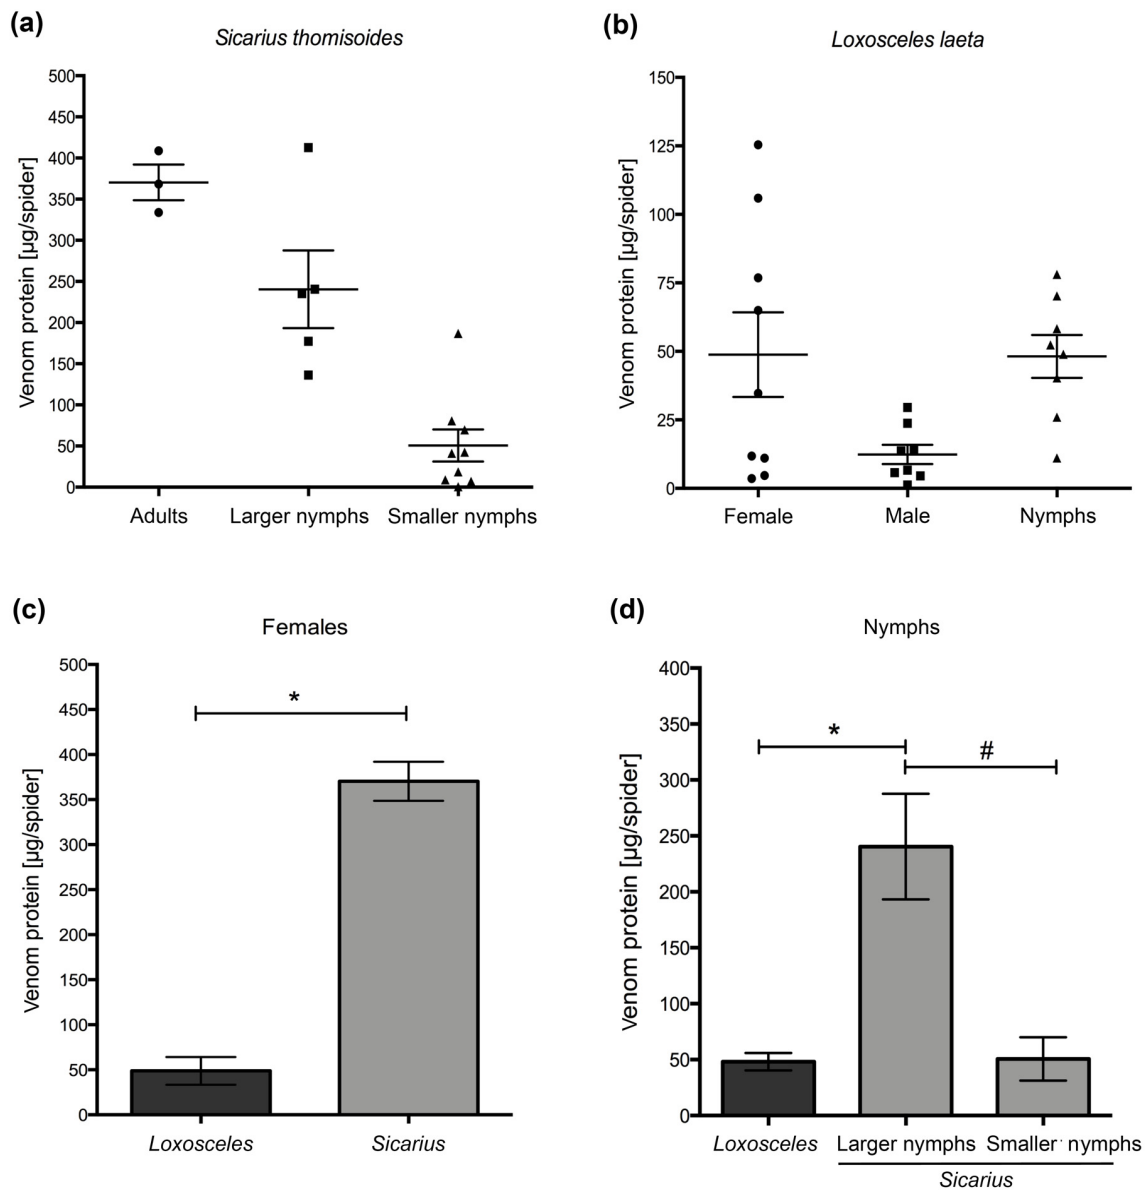 (a)
Sicarius thomisoides
Venom protein [µg/spider]
500
450
400
350
300
250
200
150
100
50
0
Adults Larger nymphs Smaller nymphs
(b)
Loxosceles laeta
Venom protein [µg/spider]
150
125
100
75
50
25
0
Female Male Nymphs
(c)
Females
Venom protein [µg/spider]
500
450
400
350
300
250
200
150
100
50
0
*
Loxosceles Sicarius
(d)
Nymphs
Venom protein [µg/spider]
400
350
300
250
200
150
100
50
0
*
#
Loxosceles Larger nymphs Smaller nymphs
Sicarius